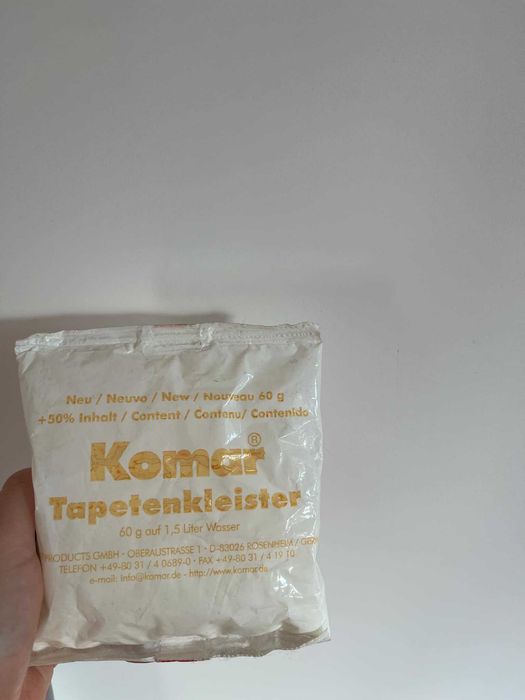 Neu / Neuvo / New / Nouveau 60 g
+50% Inhalt / Content / Contenu / Contenido
Komar®
Tapetenkleister
60 g auf 1,5 Liter Wasser
PRODUCTS GMBH · OBERAUSTRASSE 1 · D-83026 ROSENHEIM / GER
TELEFON +49-80 31 / 4 0689-0 · FAX +49-80 31 / 4 19 10
e-mail: info@komar.de - http://www.komar.de